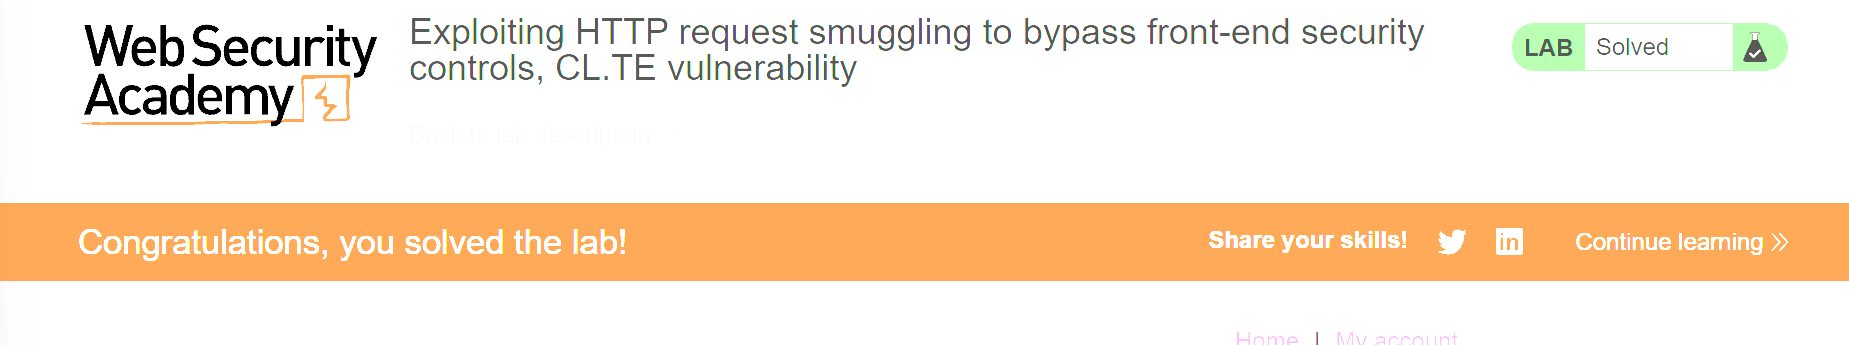 Web Security
Academy
Exploiting HTTP request smuggling to bypass front-end security
controls, CL.TE vulnerability
LAB Solved
Back to lab description
Congratulations, you solved the lab!
Share your skills!
Continue learning
Home | My account